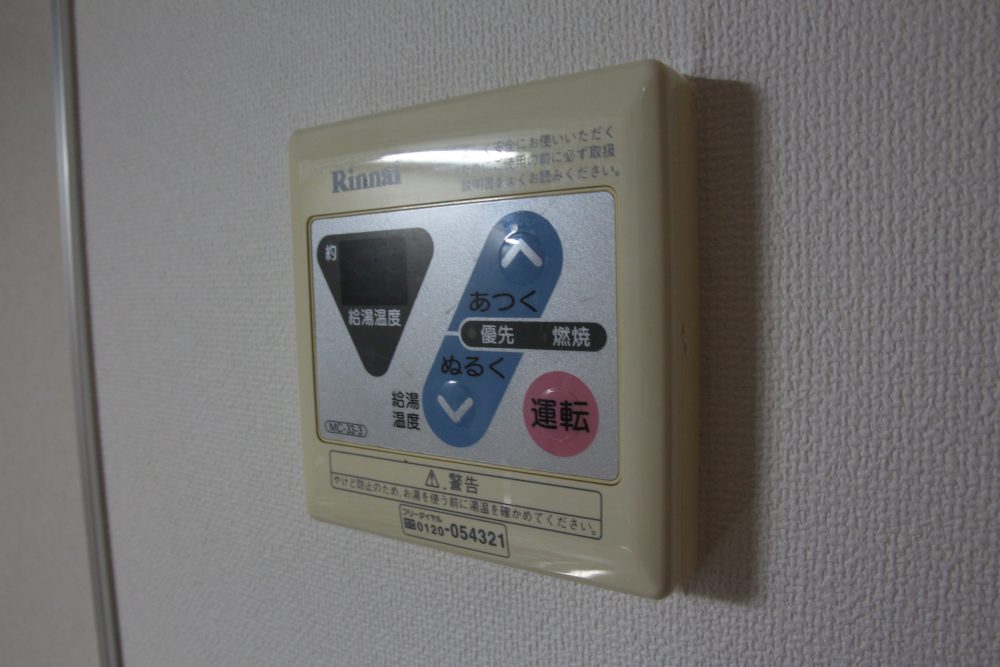 Rinnai
安全にお使いいただく
ためにご使用の前に必ず取扱
説明書をよくお読みください。
約
給湯温度
あつく
優先 燃焼
ぬるく
給湯
温度
運転
MC-33-3
警告
やけど防止のため、お湯を使う前に湯温を確かめてください。
フリーダイヤル
0120-054321